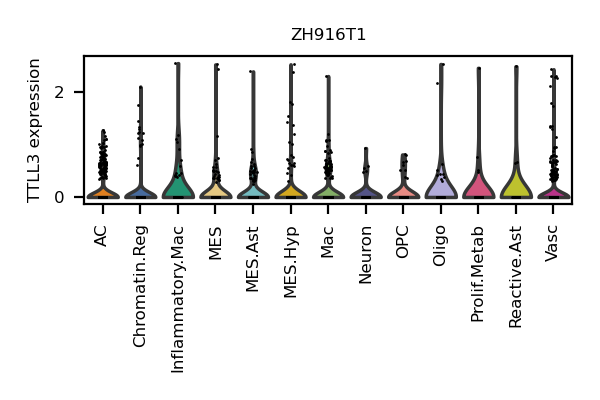 ZH916T1
TTLL3 expression
2
0
AC
Chromatin.Reg
Inflammatory.Mac
MES
MES.Ast
MES.Hyp
Mac
Neuron
OPC
Oligo
Prolif.Metab
Reactive.Ast
Vasc